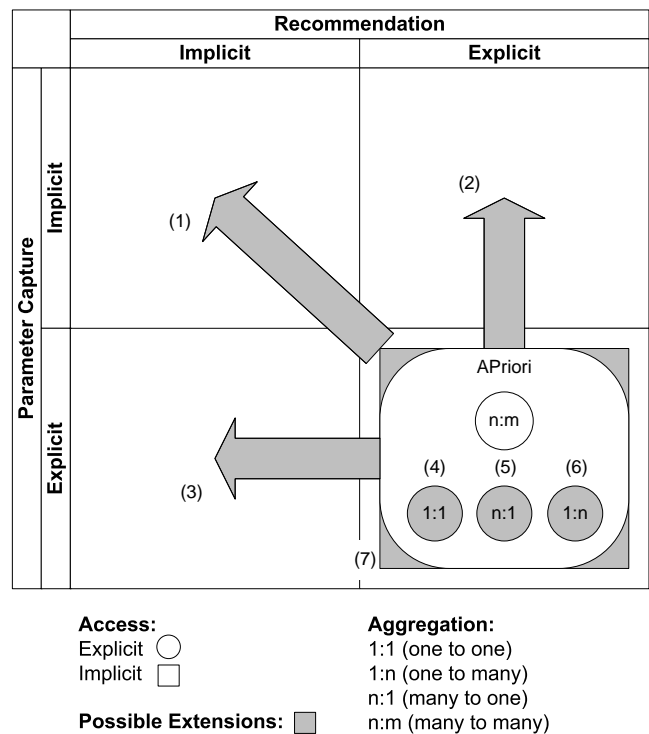 Recommendation
Implicit
Explicit
Parameter Capture
Implicit
Explicit
(1)
(2)
(3)
APriori
n:m
(4)
(5)
(6)
1:1
n:1
1:n
(7)
Access:
Explicit
Implicit
Possible Extensions:
Aggregation:
1:1 (one to one)
1:n (one to many)
n:1 (many to one)
n:m (many to many)